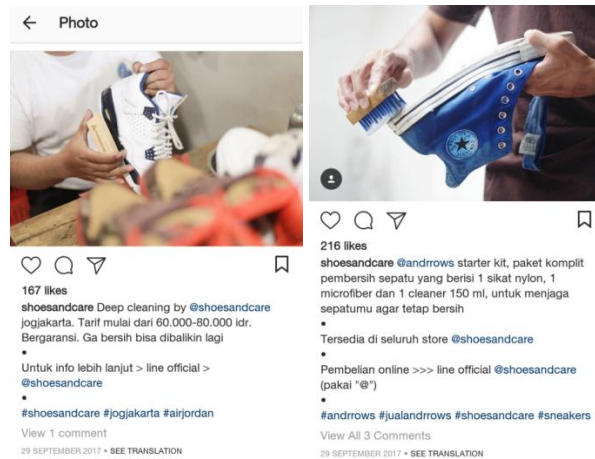 ← Photo
167 likes
shoesandcare Deep cleaning by @shoesandcare
jogjakarta. Tarif mulai dari 60.000-80.000 idr.
Bergaransi. Ga bersih bisa dibalikin lagi
•
Untuk info lebih lanjut > line official >
@shoesandcare
•
#shoesandcare #jogjakarta #airjordan
View 1 comment
29 SEPTEMBER 2017 • SEE TRANSLATION
216 likes
shoesandcare @andrrows starter kit, paket komplit
pembersih sepatu yang berisi 1 sikat nylon, 1
microfiber dan 1 cleaner 150 ml, untuk menjaga
sepatumu agar tetap bersih
•
Tersedia di seluruh store @shoesandcare
•
Pembelian online >>> line official @shoesandcare
(pakai "@")
•
#andrrows #jualandrrows #shoesandcare #sneakers
View All 3 Comments
29 SEPTEMBER 2017 • SEE TRANSLATION